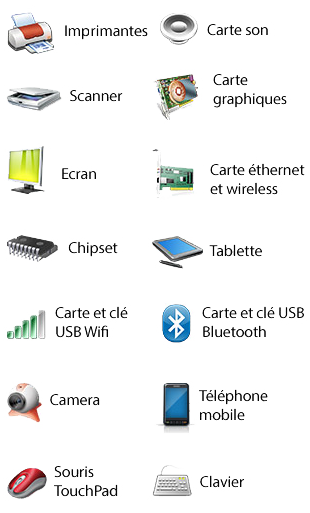 Imprimantes
Carte son
Scanner
Carte
graphiques
Ecran
Carte éthernet
et wireless
Chipset
Tablette
Carte et clé
USB Wifi
Carte et clé USB
Bluetooth
Camera
Téléphone
mobile
Souris
TouchPad
Clavier